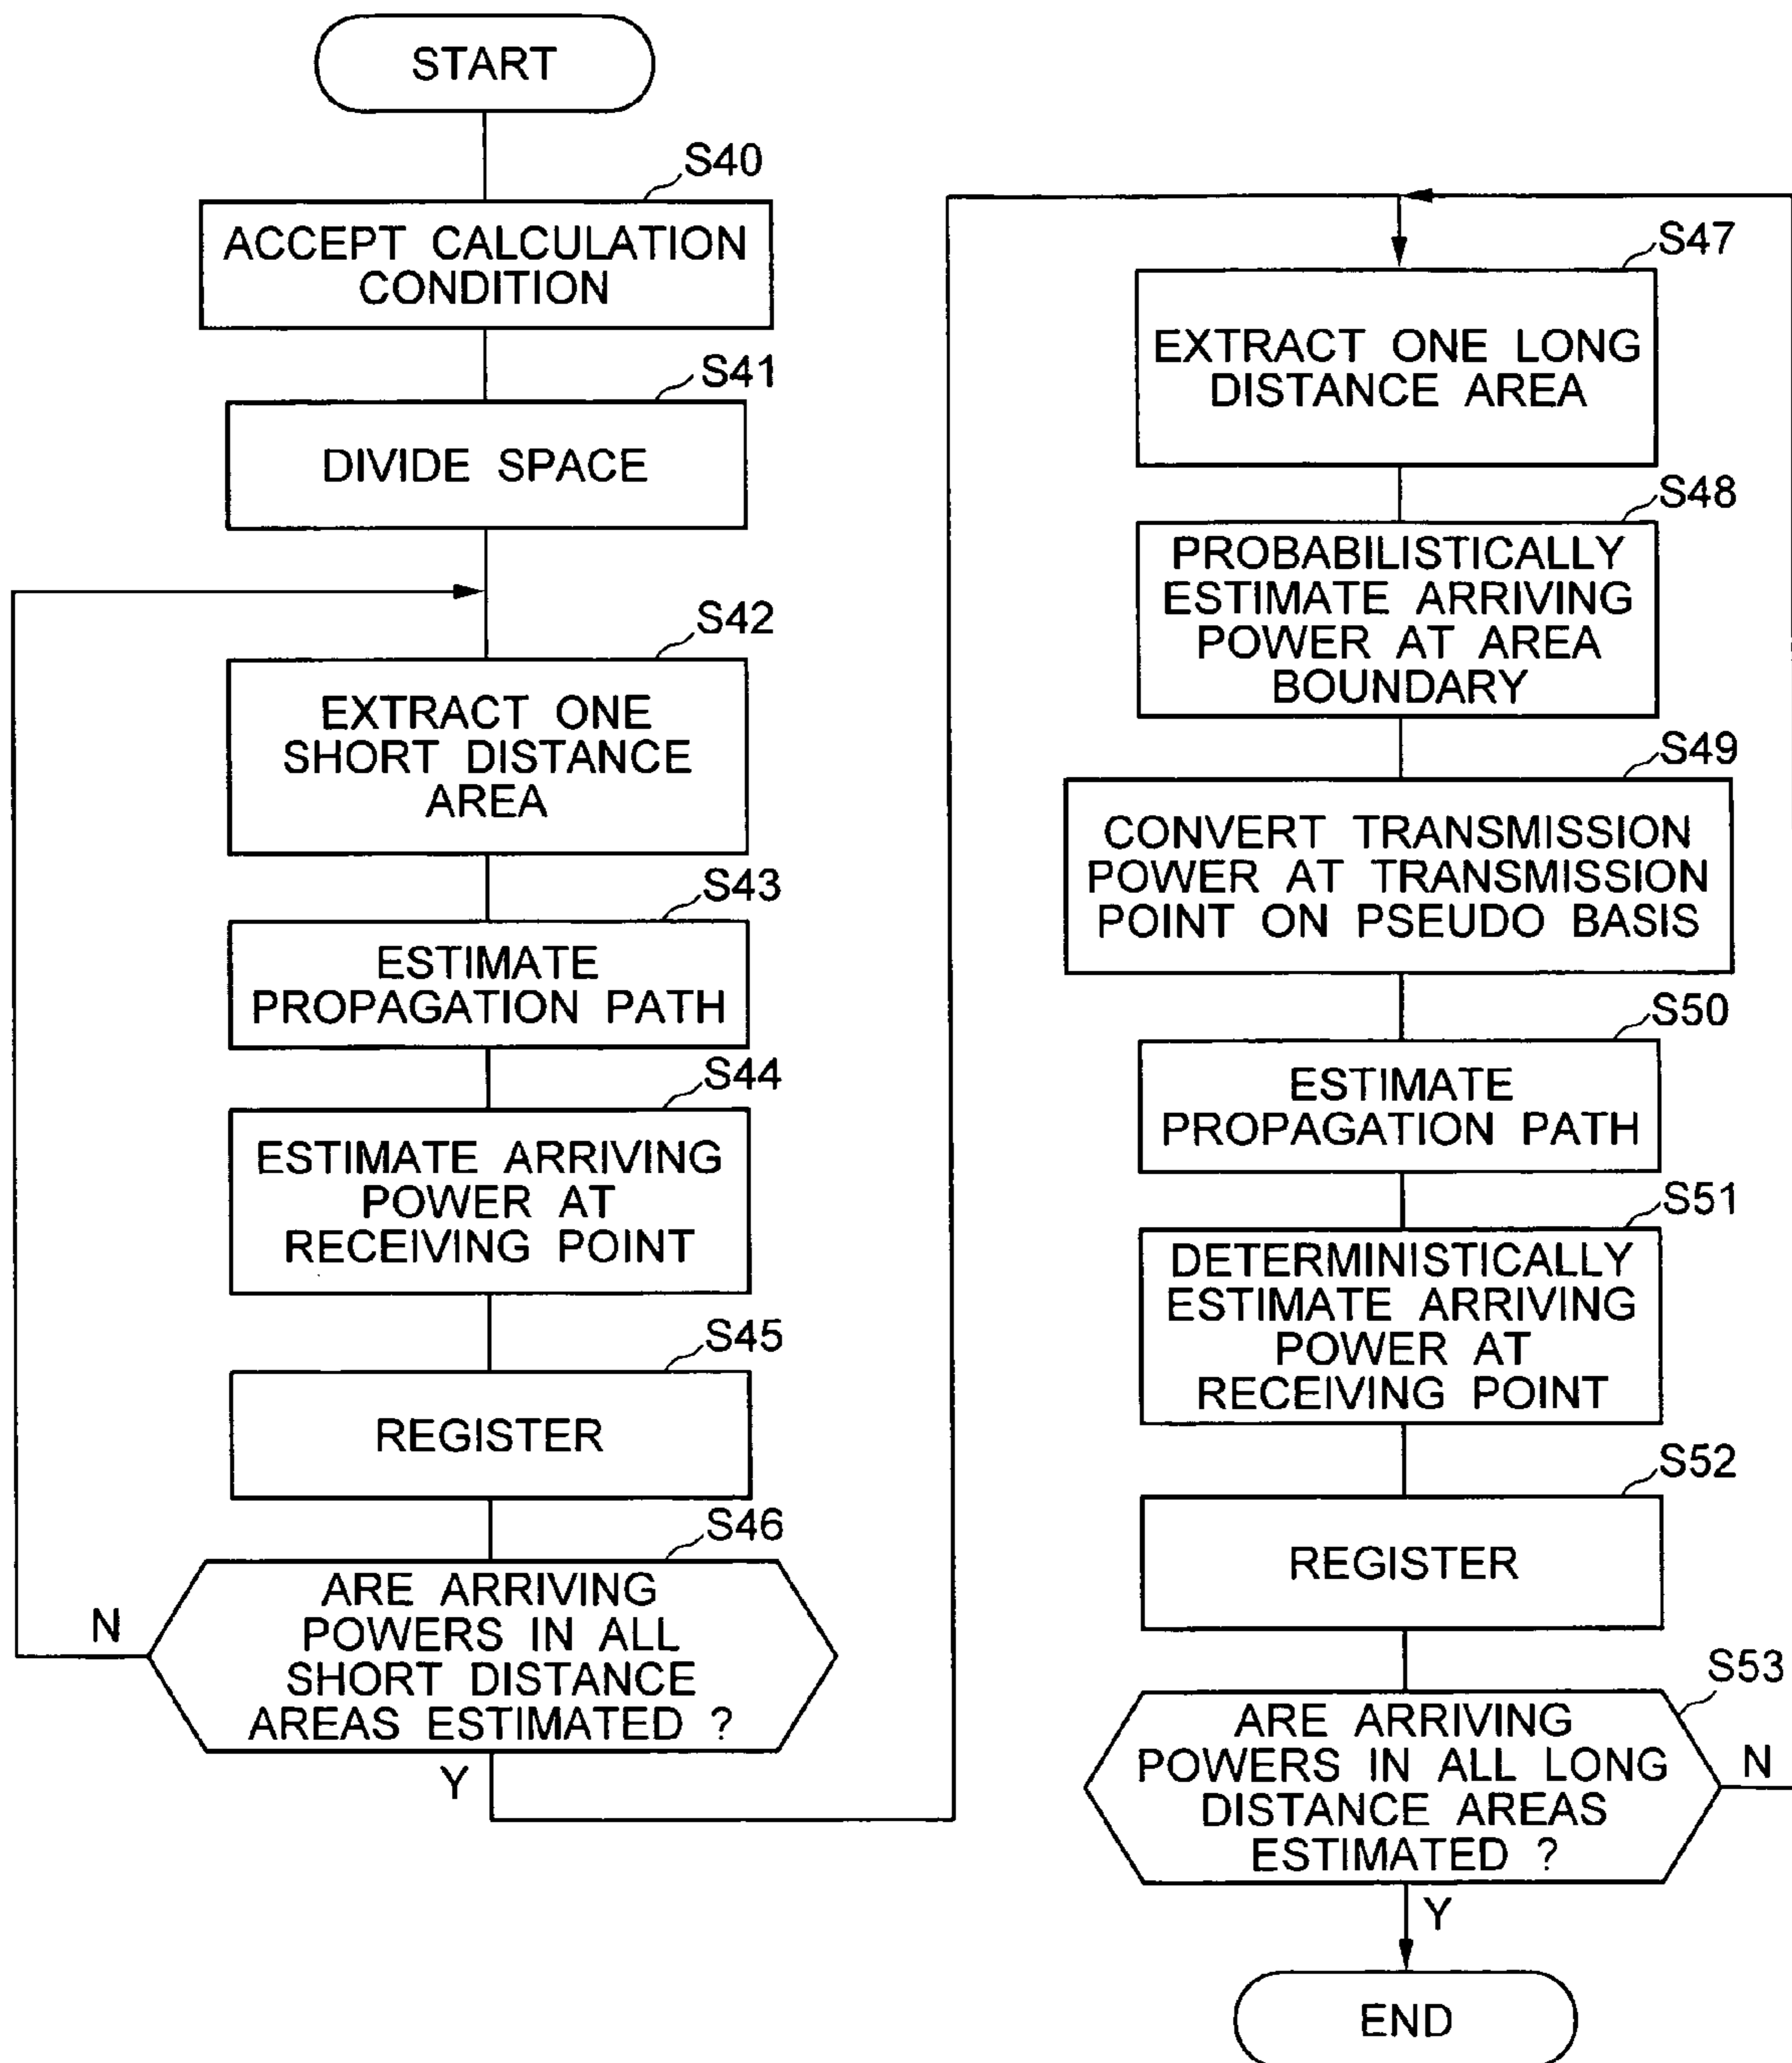 START
S40
ACCEPT CALCULATION
CONDITION
S41
DIVIDE SPACE
S42
EXTRACT ONE
SHORT DISTANCE
AREA
S43
ESTIMATE
PROPAGATION PATH
S44
ESTIMATE ARRIVING
POWER AT
RECEIVING POINT
S45
REGISTER
S46
ARE ARRIVING
POWERS IN ALL
SHORT DISTANCE
AREAS ESTIMATED ?
N
Y
S47
EXTRACT ONE LONG
DISTANCE AREA
S48
PROBABILISTICALLY
ESTIMATE ARRIVING
POWER AT AREA
BOUNDARY
S49
CONVERT TRANSMISSION
POWER AT TRANSMISSION
POINT ON PSEUDO BASIS
S50
ESTIMATE
PROPAGATION PATH
S51
DETERMINISTICALLY
ESTIMATE ARRIVING
POWER AT
RECEIVING POINT
S52
REGISTER
S53
ARE ARRIVING
POWERS IN ALL LONG
DISTANCE AREAS
ESTIMATED ?
N
Y
END